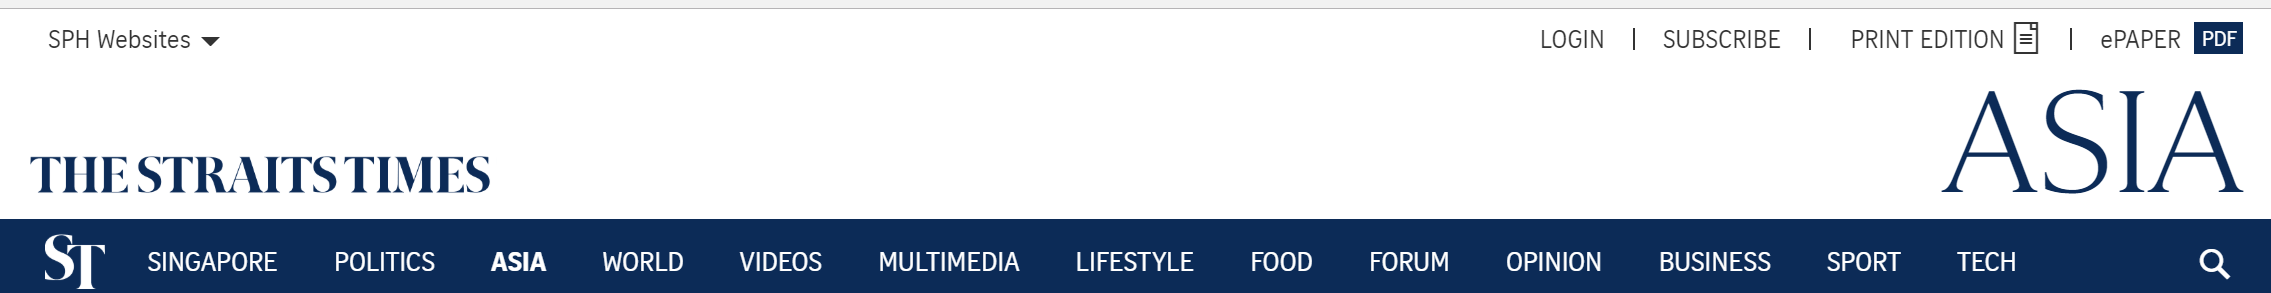 SPH Websites LOGIN SUBSCRIBE PRINT EDITION ePAPER PDF
ASIA
THE STRAITS TIMES
ST SINGAPORE POLITICS ASIA WORLD VIDEOS MULTIMEDIA LIFESTYLE FOOD FORUM OPINION BUSINESS SPORT TECH